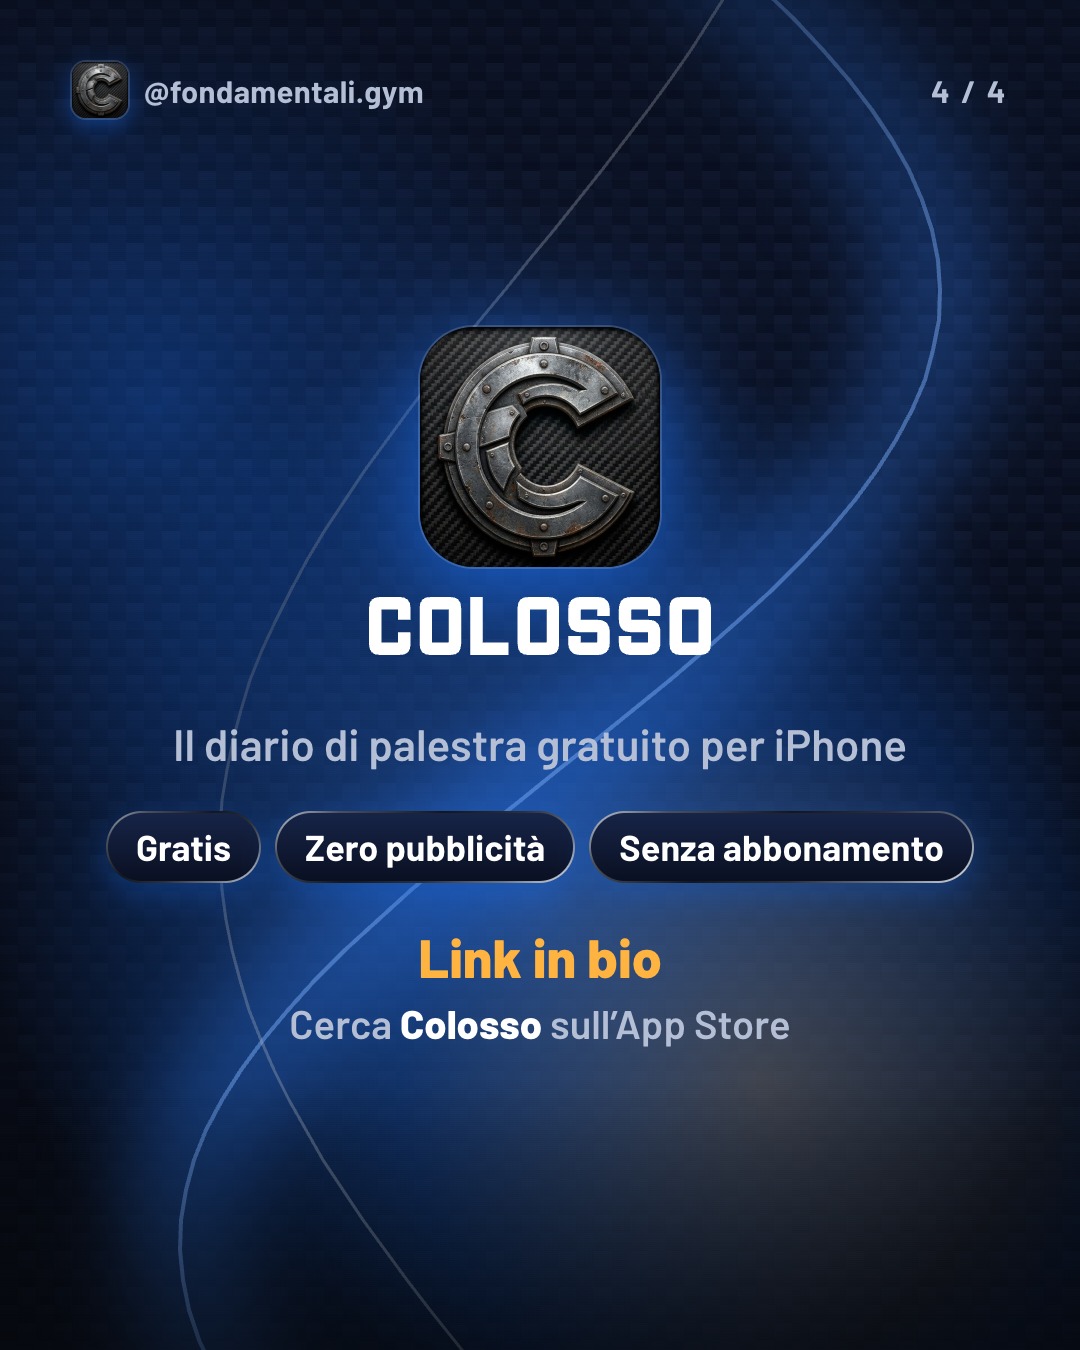 @fondamentali.gym
4 / 4
COLOSSO
Il diario di palestra gratuito per iPhone
Gratis
Zero pubblicità
Senza abbonamento
Link in bio
Cerca Colosso sull’App Store